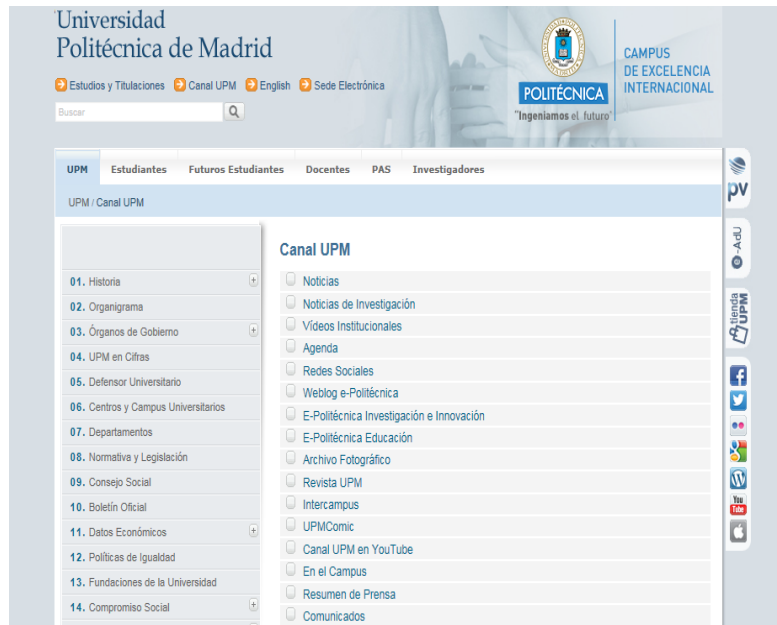 Universidad
Politécnica de Madrid
Estudios y Titulaciones Canal UPM English Sede Electrónica
Buscar
POLITÉCNICA
"Ingeniamos el futuro"
CAMPUS
DE EXCELENCIA
INTERNACIONAL
UPM Estudiantes Futuros Estudiantes Docentes PAS Investigadores
UPM / Canal UPM
01. Historia
02. Organigrama
03. Órganos de Gobierno
04. UPM en Cifras
05. Defensor Universitario
06. Centros y Campus Universitarios
07. Departamentos
08. Normativa y Legislación
09. Consejo Social
10. Boletín Oficial
11. Datos Económicos
12. Políticas de Igualdad
13. Fundaciones de la Universidad
14. Compromiso Social
Canal UPM
Noticias
Noticias de Investigación
Vídeos Institucionales
Agenda
Redes Sociales
Weblog e-Politécnica
E-Politécnica Investigación e Innovación
E-Politécnica Educación
Archivo Fotográfico
Revista UPM
Intercampus
UPMComic
Canal UPM en YouTube
En el Campus
Resumen de Prensa
Comunicados
pv
e-AdU
tienda
UPM
You
Tube